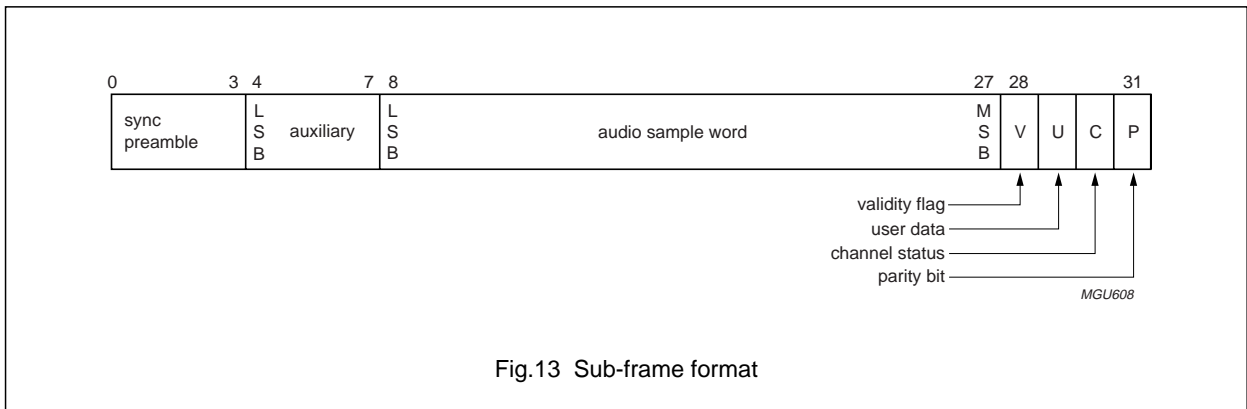 0 3 4 7 8 27 28 31
sync
preamble
L
S
B
auxiliary
L
S
B
audio sample word
M
S
B
V
U
C
P
validity flag
user data
channel status
parity bit
MGU608
Fig.13 Sub-frame format